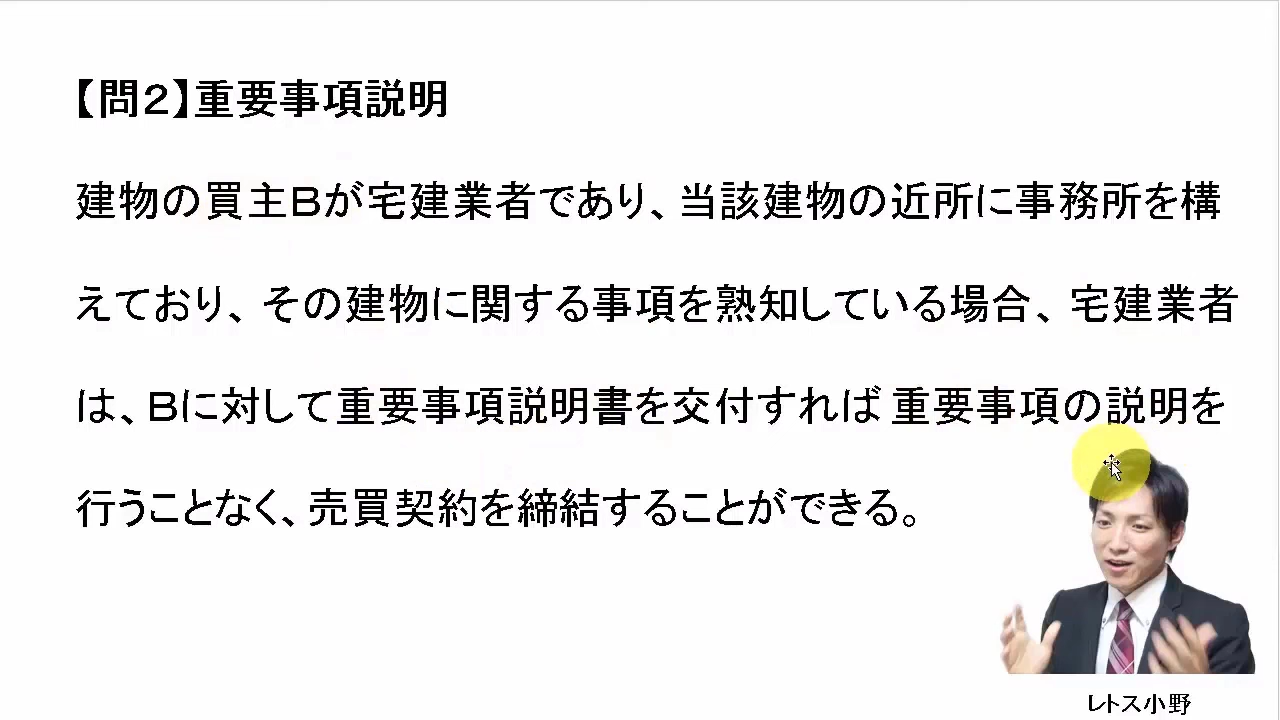 【問２】重要事項説明
建物の買主Ｂが宅建業者であり、当該建物の近所に事務所を構
えており、その建物に関する事項を熟知している場合、宅建業者
は、Ｂに対して重要事項説明書を交付すれば重要事項の説明を
行うことなく、売買契約を締結することができる。
レトス小野